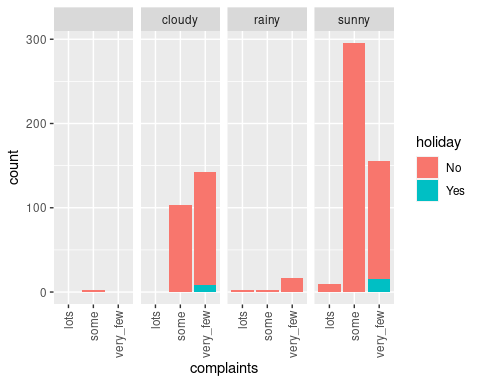 cloudy rainy sunny
300
200
100
0
count
lots some very_few lots some very_few lots some very_few lots some very_few
complaints
holiday
No
Yes